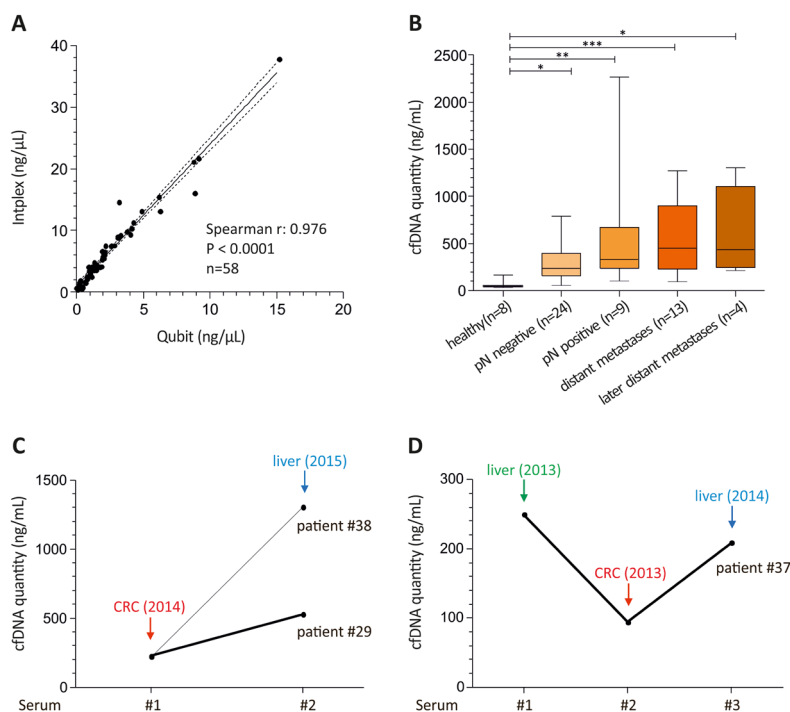 A
Intplex (ng/µL)
40
30
20
10
0
0
5
10
15
20
Qubit (ng/µL)
Spearman r: 0.976
P < 0.0001
n=58
B
cfDNA quantity (ng/mL)
2500
2000
1500
1000
500
0
*
***
**
*
healthy(n=8)
pN negative (n=24)
pN positive (n=9)
distant metastases (n=13)
later distant metastases (n=4)
C
cfDNA quantity (ng/mL)
1500
1000
500
0
liver (2015)
patient #38
CRC (2014)
patient #29
Serum #1 #2
D
cfDNA quantity (ng/mL)
300
200
100
0
liver (2013)
liver (2014)
CRC (2013)
patient #37
Serum #1 #2 #3